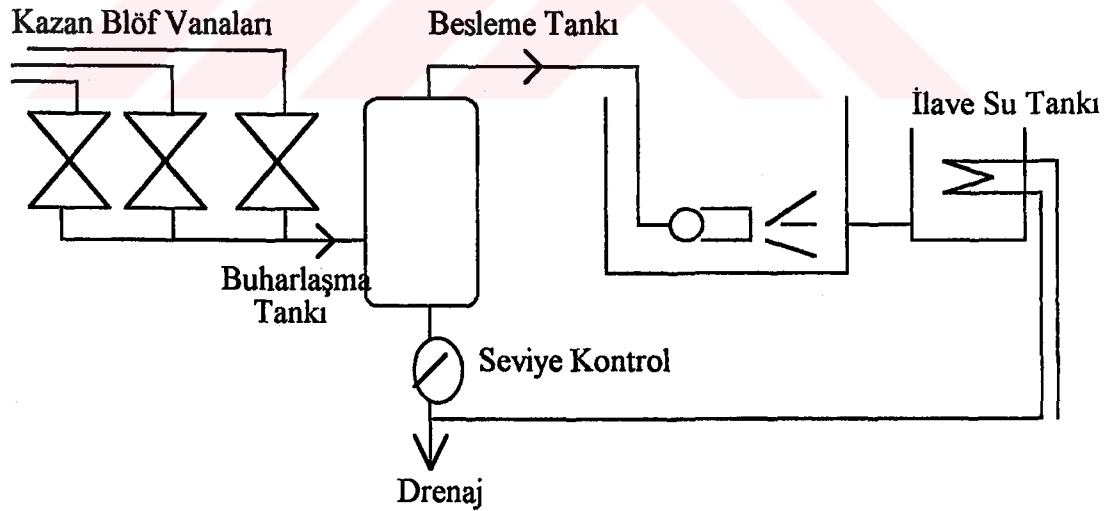 Kazan Blöf Vanaları
Besleme Tankı
İlave Su Tankı
Buharlaşma
Tankı
Seviye Kontrol
Drenaj